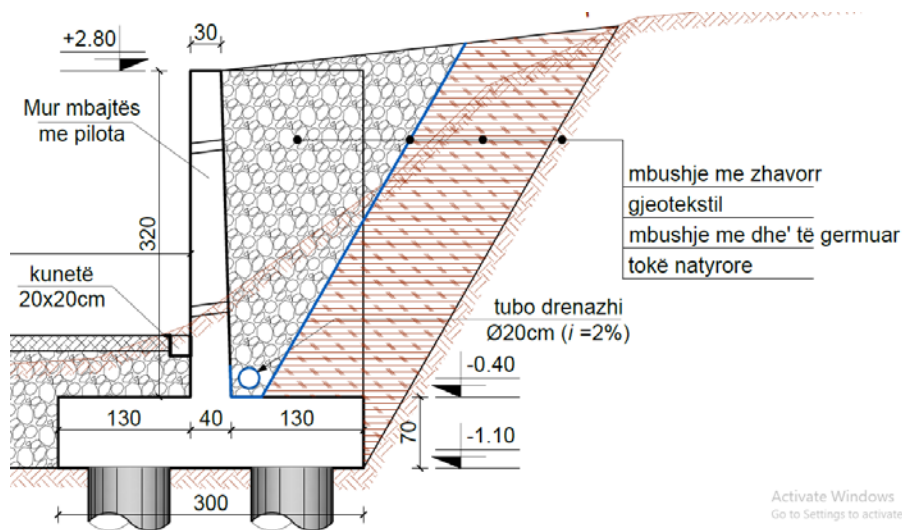 30
+2.80
Mur mbajtës
me pilota
mbushje me zhavorr
gjeotekstil
mbushje me dhe' të germuar
tokë natyrore
320
kunetë
20x20cm
tubo drenazhi
Ø20cm (i =2%)
-0.40
130
40
130
70
-1.10
300
Activate Windows
Go to Settings to activate